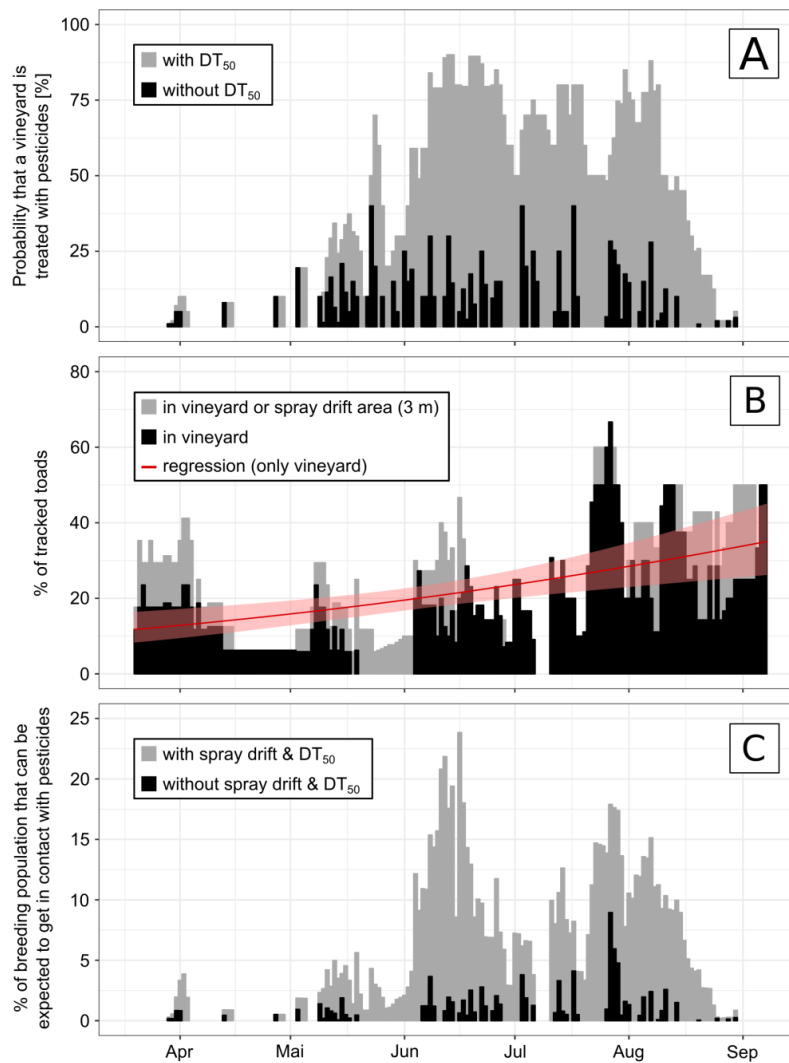 Probability that a vineyard is
treated with pesticides [%]
100
75
50
25
0
with DT50
without DT50
A
% of tracked toads
80
60
40
20
0
in vineyard or spray drift area (3 m)
in vineyard
regression (only vineyard)
B
% of breeding population that can be
expected to get in contact with pesticides
25
20
15
10
5
0
with spray drift & DT50
without spray drift & DT50
C
Apr Mai Jun Jul Aug Sep